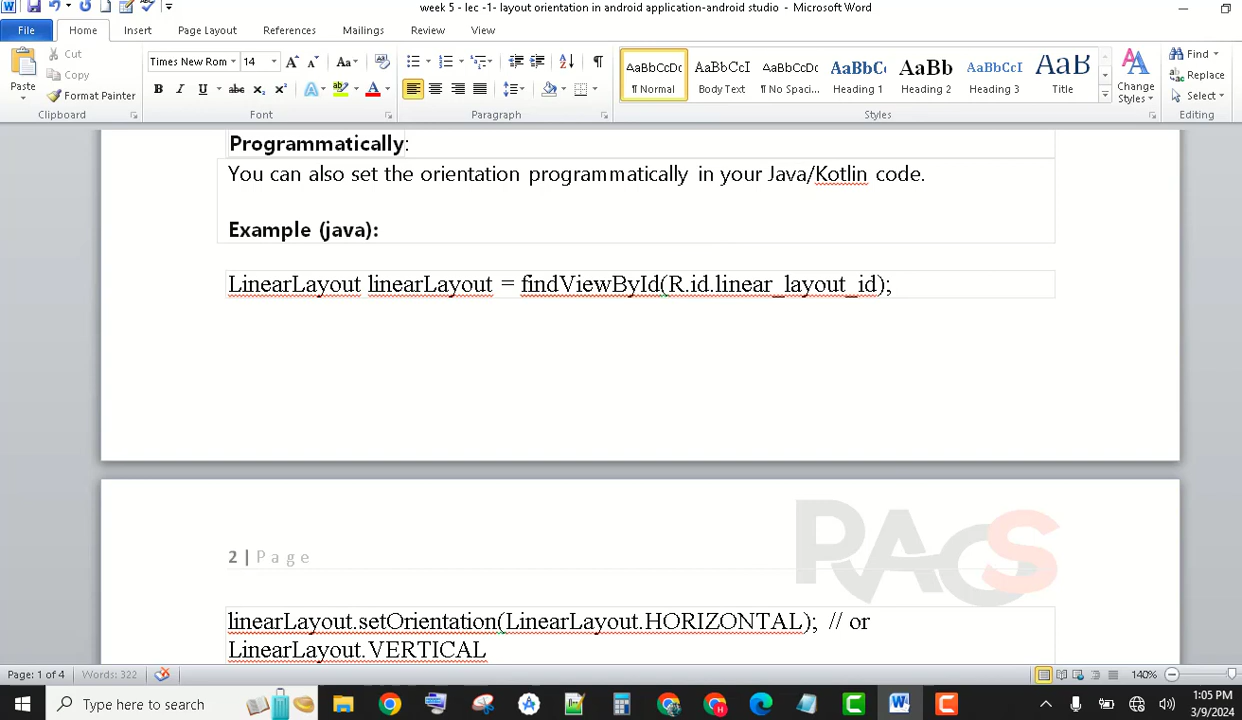 week 5 - lec -1- layout orientation in android application-android studio - Microsoft Word
File Home Insert Page Layout References Mailings Review View
Paste
Cut
Copy
Format Painter
Clipboard
Times New Rom 14
Font
Paragraph
AaBbCcDc AaBbCcI AaBbCcDc AaBbC AaBb AaBbCcI AaB
¶ Normal Body Text ¶ No Spaci... Heading 1 Heading 2 Heading 3 Title
Change Styles
Styles
Find
Replace
Select
Editing
Programmatically:
You can also set the orientation programmatically in your Java/Kotlin code.
Example (java):
LinearLayout linearLayout = findViewById(R.id.linear_layout_id);
2 | Page
PACS
linearLayout.setOrientation(LinearLayout.HORIZONTAL); // or
LinearLayout.VERTICAL
Page: 1 of 4 Words: 322 140%
Type here to search
1:05 PM
3/9/2024